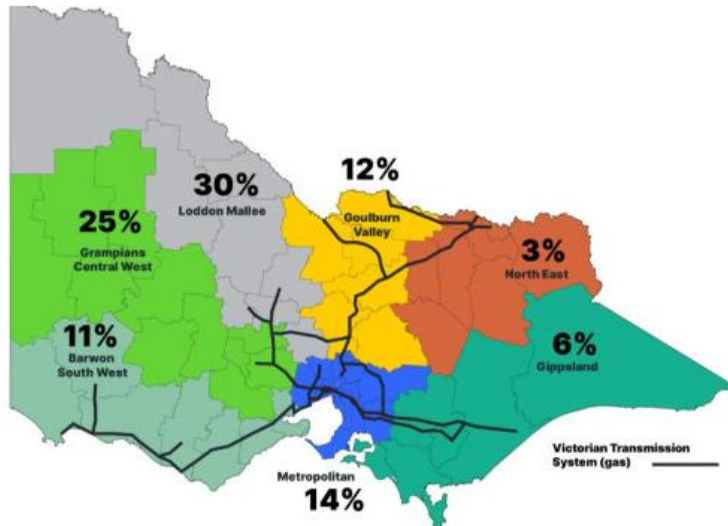 12%
Goulburn
Valley
30%
Loddon Mallee
25%
Grampians
Central West
3%
North East
11%
Barwon
South West
6%
Gippsland
Victorian Transmission
System (gas)
Metropolitan
14%